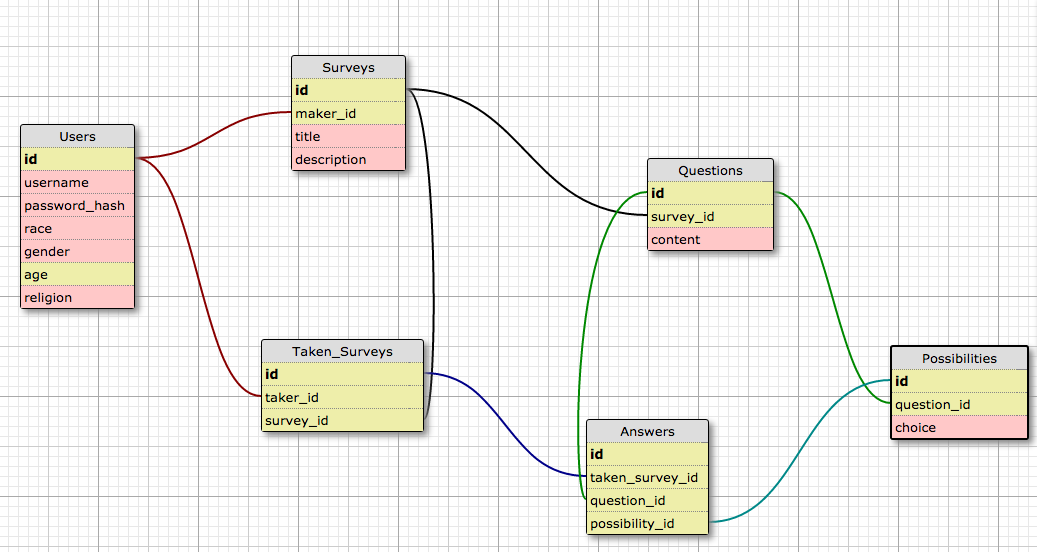 Surveys
id
maker_id
title
description
Users
id
username
password_hash
race
gender
age
religion
Questions
id
survey_id
content
Taken_Surveys
id
taker_id
survey_id
Possibilities
id
question_id
choice
Answers
id
taken_survey_id
question_id
possibility_id